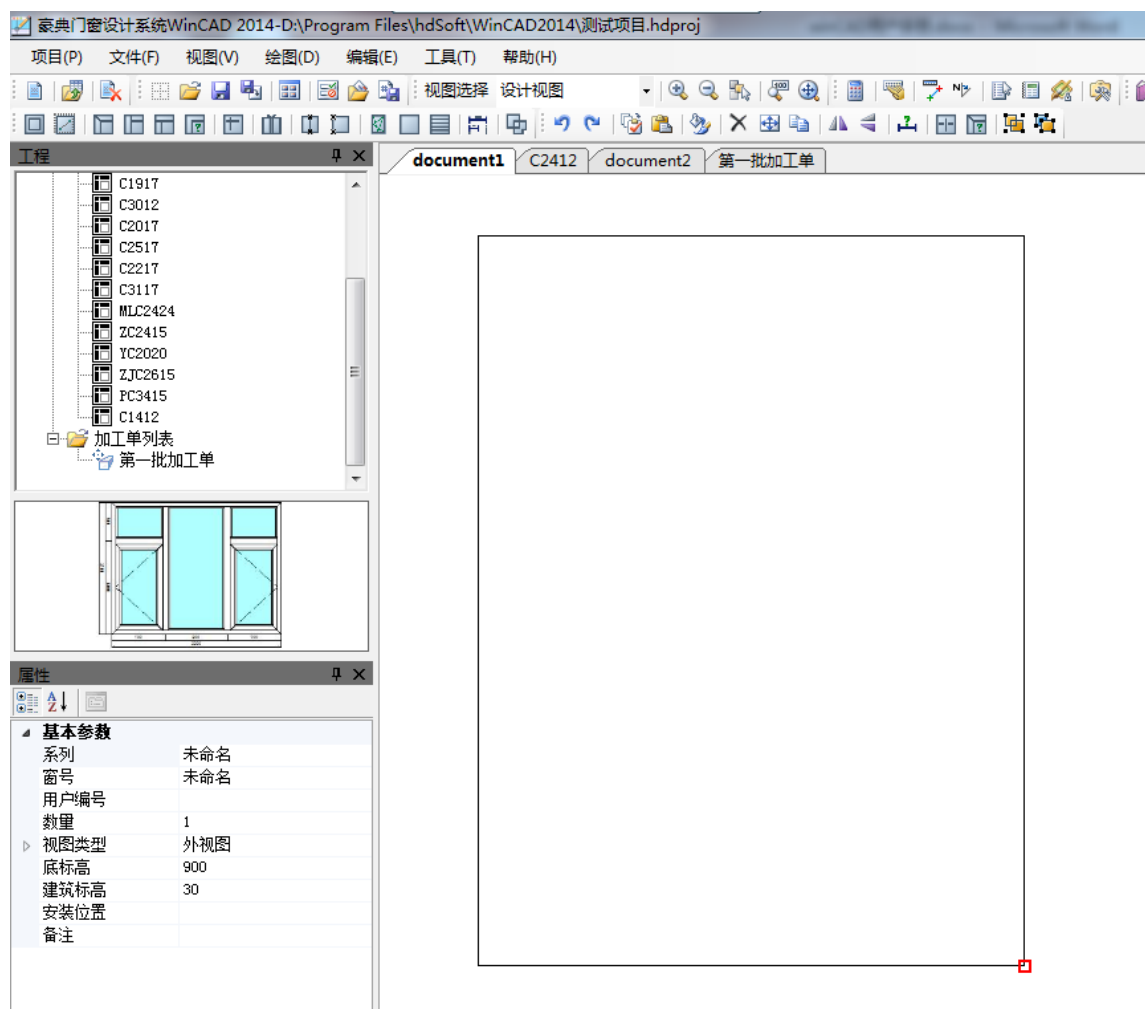 豪典门窗设计系统WinCAD 2014-D:\Program Files\hdSoft\WinCAD2014\测试项目.hdproj
项目(P) 文件(F) 视图(V) 绘图(D) 编辑(E) 工具(T) 帮助(H)
视图选择 设计视图
工程
document1 C2412 document2 第一批加工单
C1917
C3012
C2017
C2517
C2217
C3117
MLC2424
ZC2415
YC2020
ZJC2615
PC3415
C1412
加工单列表
第一批加工单
属性
基本参数
系列 未命名
窗号 未命名
用户编号
数量 1
视图类型 外视图
底标高 900
建筑标高 30
安装位置
备注